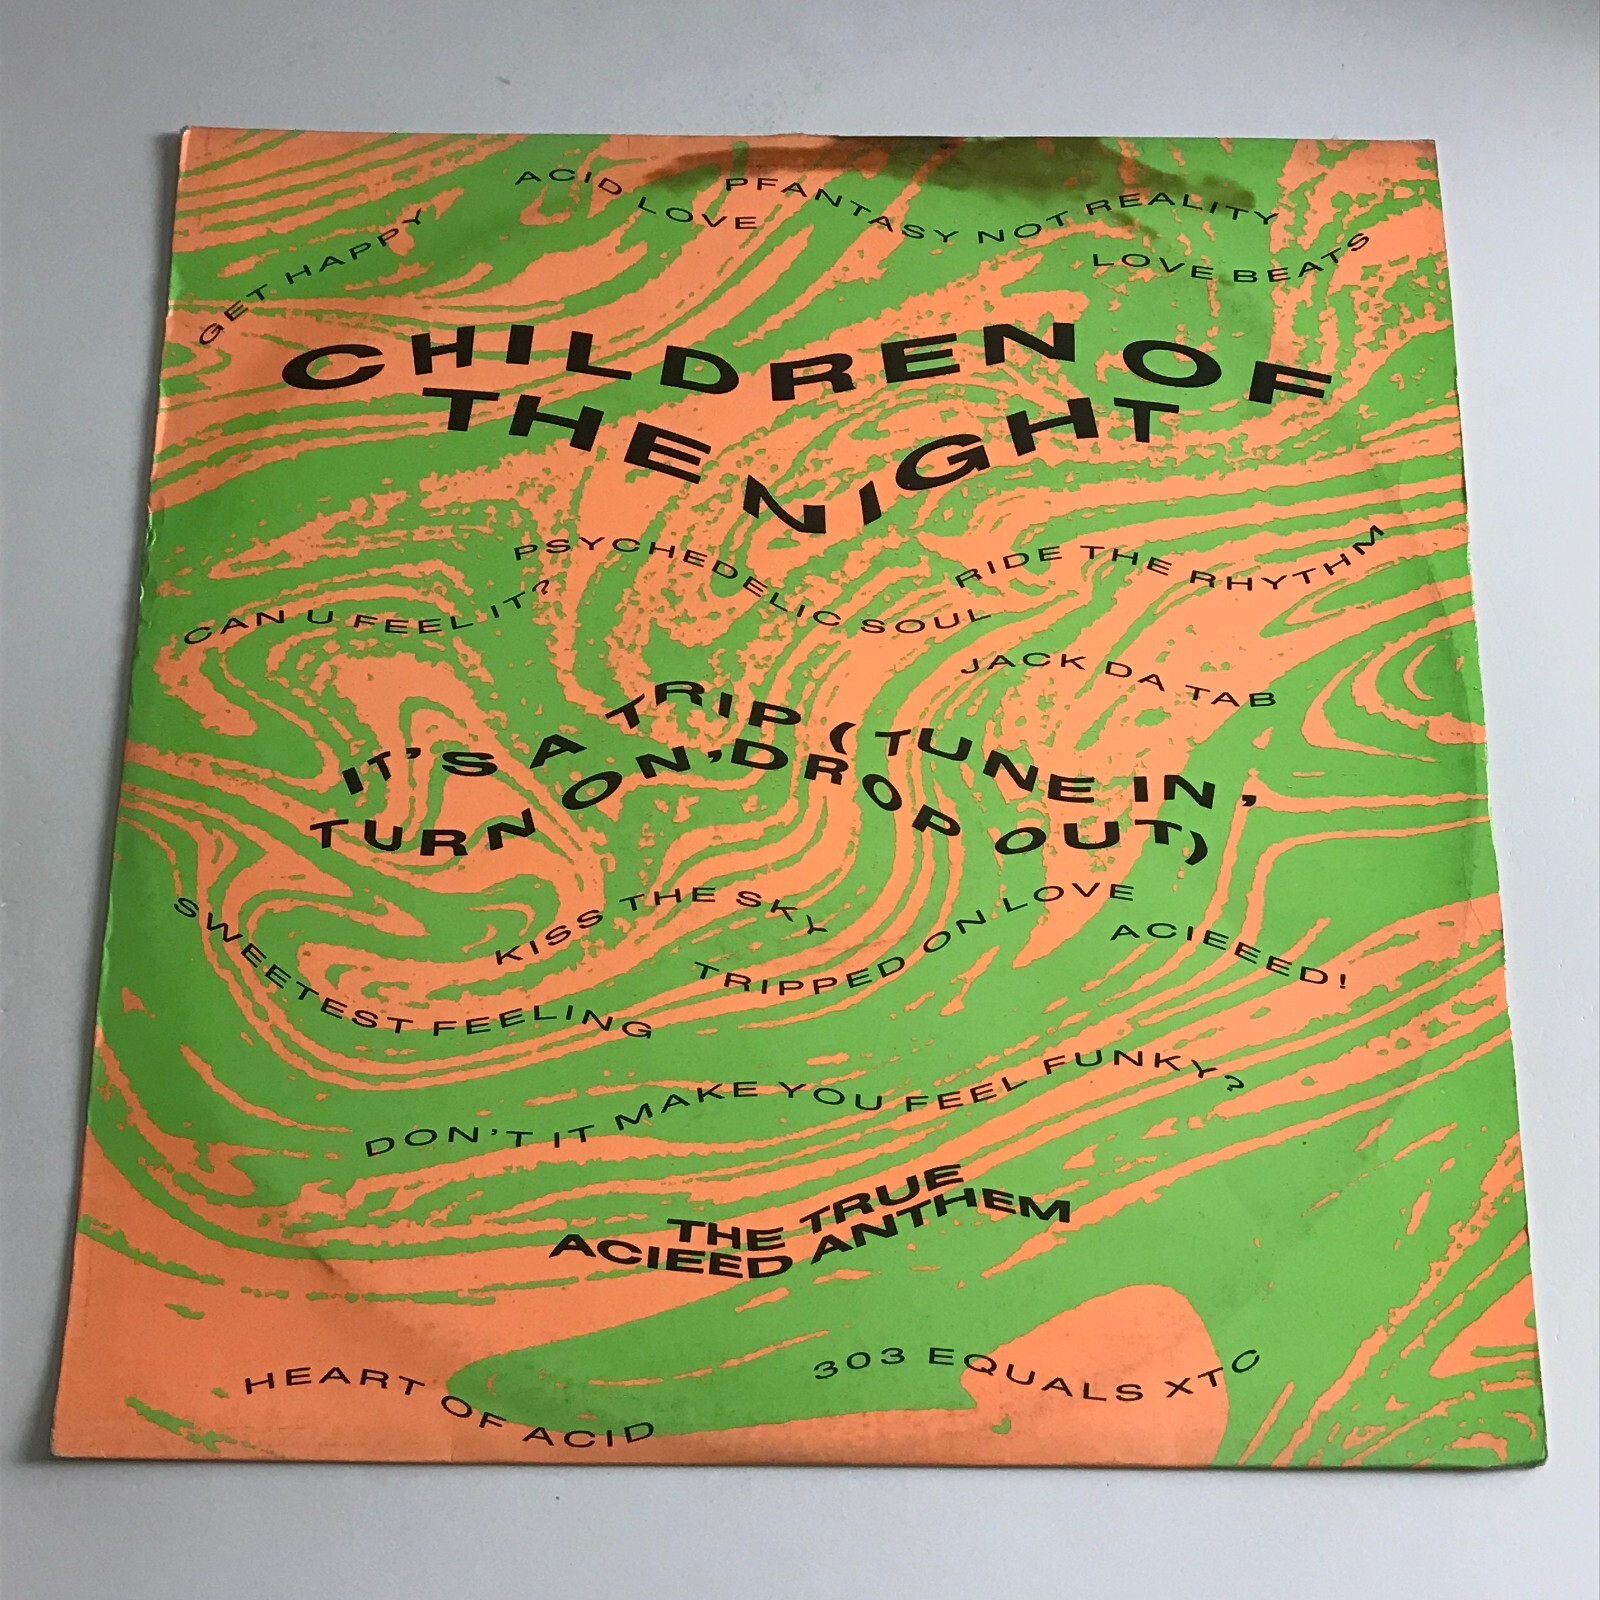 ACID LOVE
PFANTASY NOT REALITY
GET HAPPY
LOVE BEATS
CHILDREN OF
THE NIGHT
PSYCHEDELIC SOUL
RIDE THE RHYTHM
CAN U FEEL IT?
JACK DA TAB
IT'S A TRIP (TUNE IN,
TURN ON, DROP OUT)
KISS THE SKY
TRIPPED ON LOVE
SWEETEST FEELING
ACIEEED!
DON'T IT MAKE YOU FEEL FUNKY?
THE TRUE
ACIEED ANTHEM
303 EQUALS XTC
HEART OF ACID